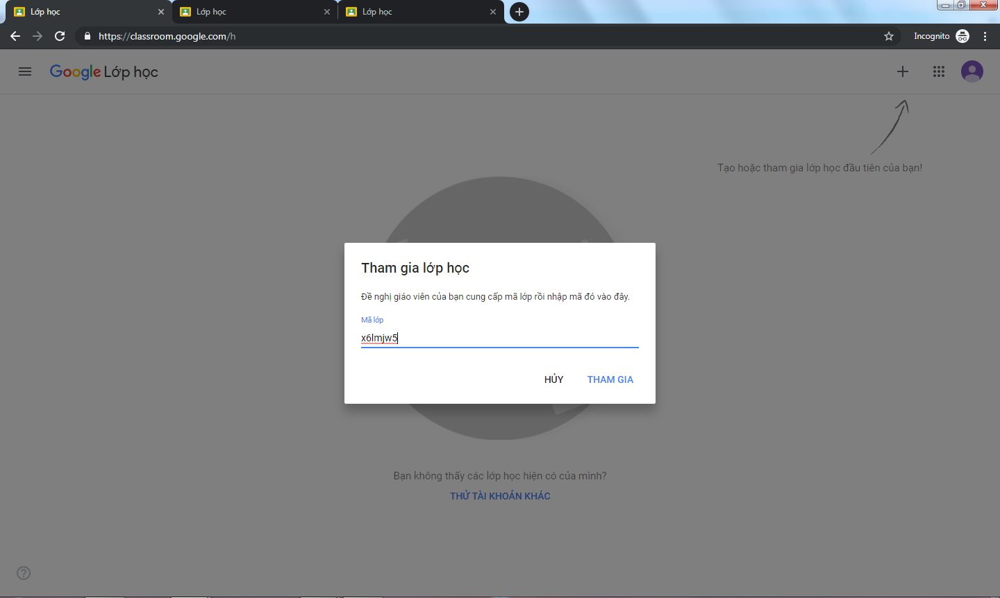 Lớp học
Lớp học
Lớp học
https://classroom.google.com/h
Incognito
Google Lớp học
Tạo hoặc tham gia lớp học đầu tiên của bạn!
Tham gia lớp học
Đề nghị giáo viên của bạn cung cấp mã lớp rồi nhập mã đó vào đây.
Mã lớp
x6lmjw5
HỦY
THAM GIA
Bạn không thấy các lớp học hiện có của mình?
THỬ TÀI KHOẢN KHÁC